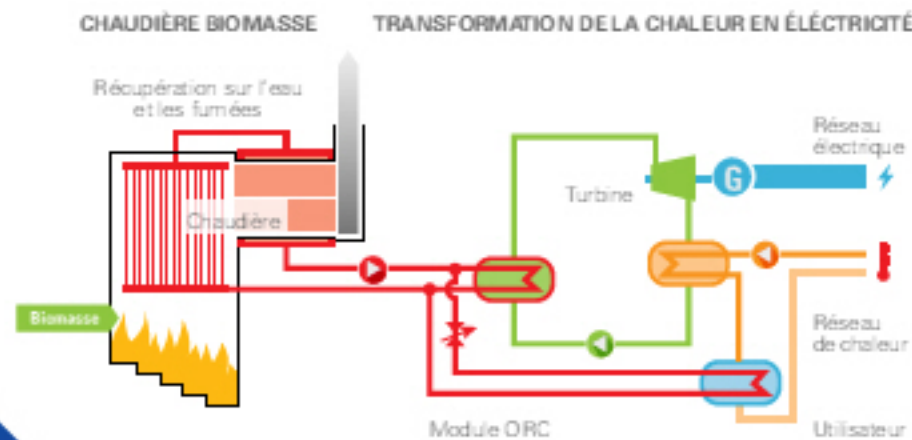 CHAUDIÈRE BIOMASSE
TRANSFORMATION DE LA CHALEUR EN ÉLÉCTRICITÉ
Récupération sur l'eau
et les fumées
Réseau
électrique
Turbine
G
Chaudière
Biomasse
Réseau
de chaleur
Module ORC
Utilisateur